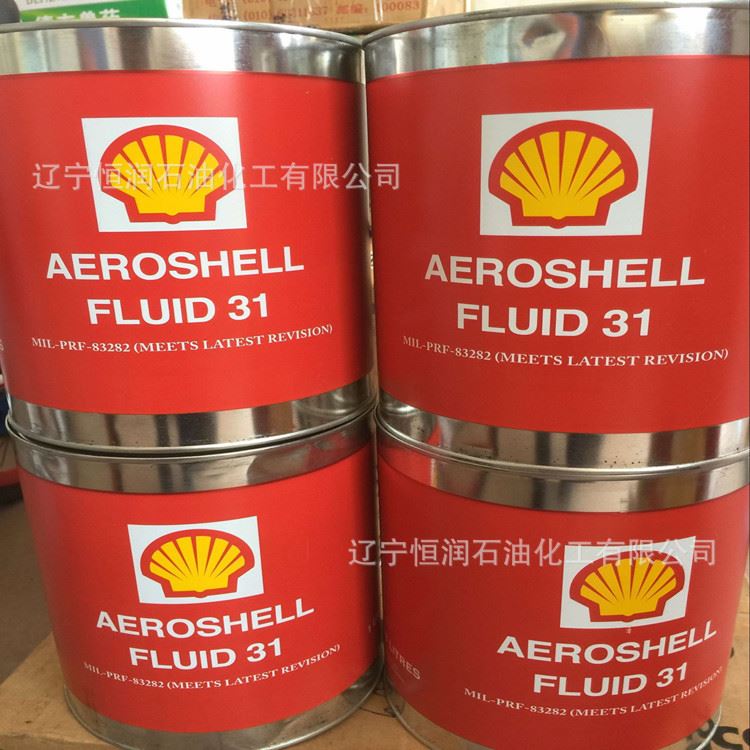 辽宁恒润石油化工有限公司
AEROSHELL
FLUID 31
MIL-PRF-83282 (MEETS LATEST REVISION)
AEROSHELL
FLUID 31
MIL-PRF-83282 (MEETS LATEST REVISION)
辽宁恒润石油化工有限公司
AEROSHELL
FLUID 31
MIL-PRF-83282 (MEETS LATEST REVISION)
LITRES
AEROSHELL
FLUID 31
MIL-PRF-83282 (MEETS LATEST REVISION)